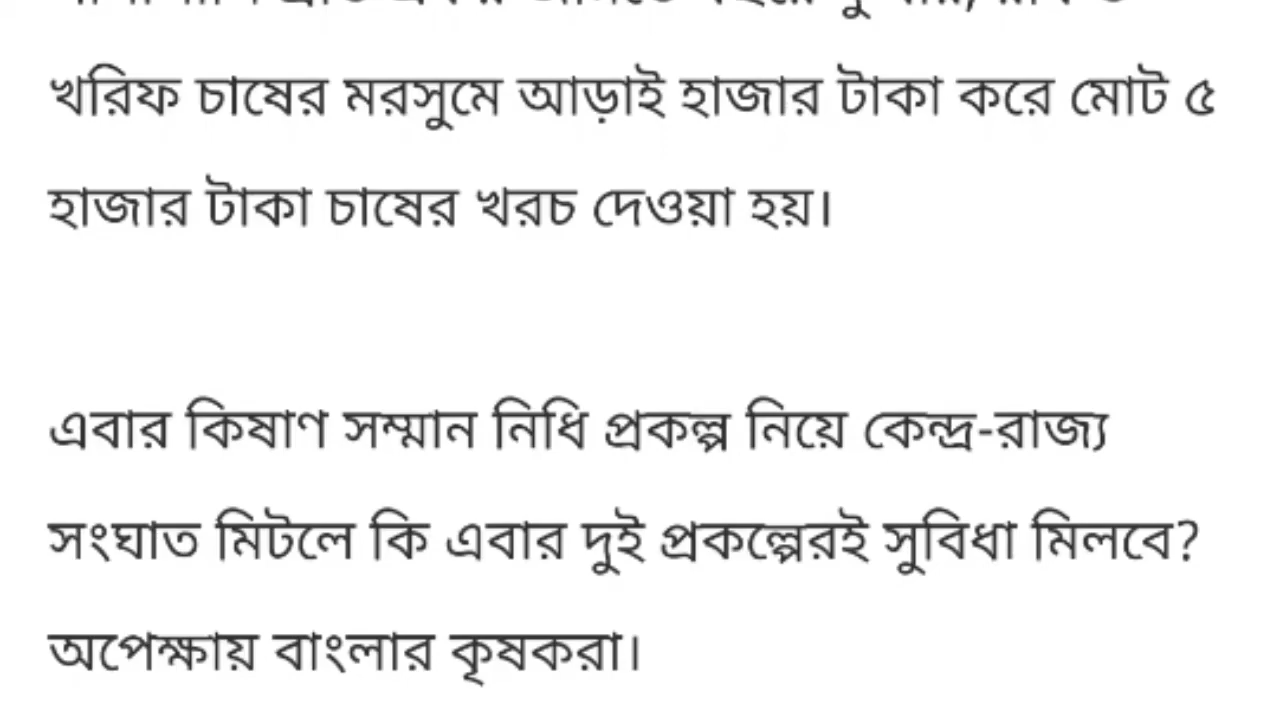 খরিফ চাষের মরসুমে আড়াই হাজার টাকা করে মোট ৫
হাজার টাকা চাষের খরচ দেওয়া হয়।
এবার কিষাণ সম্মান নিধি প্রকল্প নিয়ে কেন্দ্র-রাজ্য
সংঘাত মিটলে কি এবার দুই প্রকল্পেরই সুবিধা মিলবে?
অপেক্ষায় বাংলার কৃষকরা।